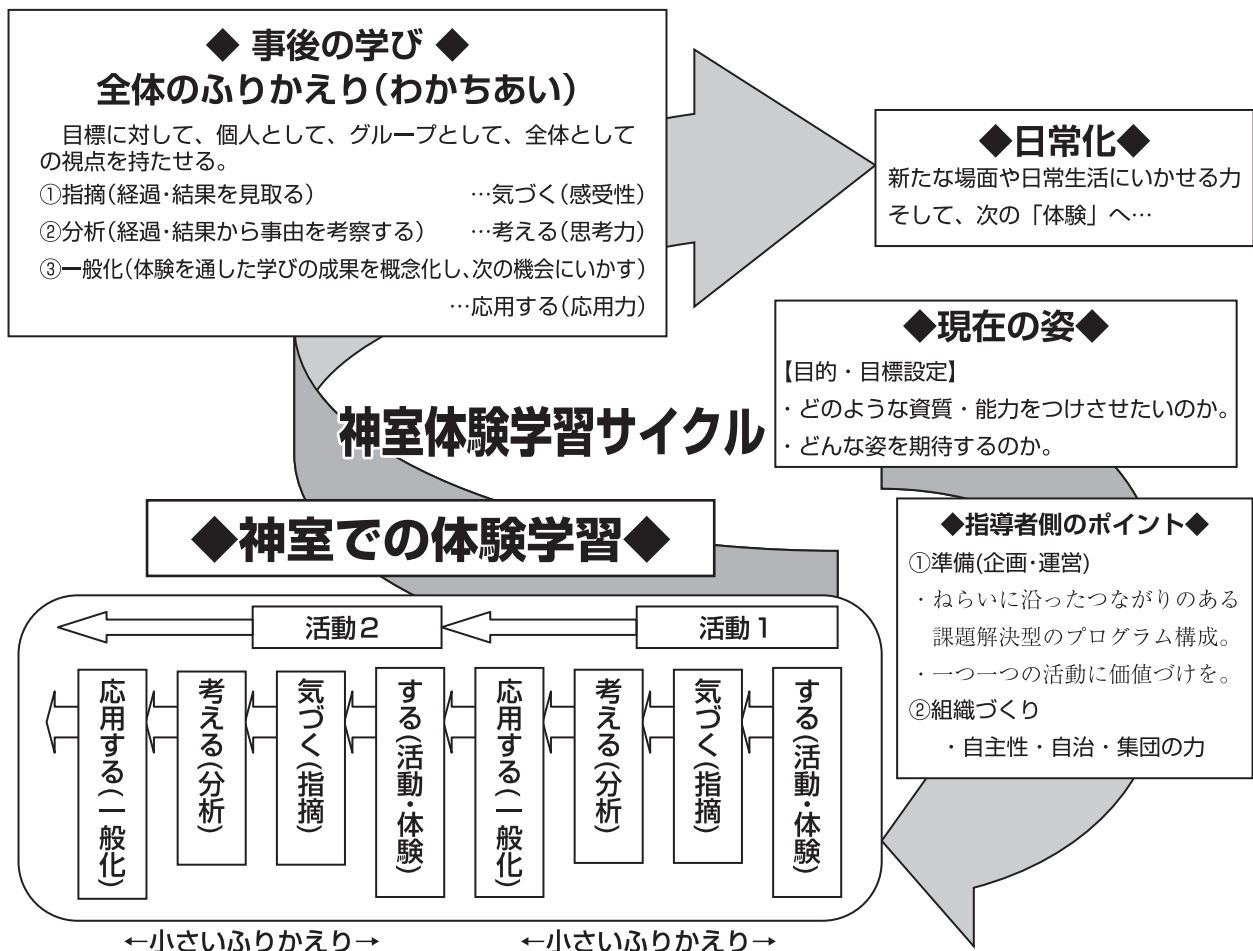 ◆ 事後の学び ◆
全体のふりかえり(わかちあい)
目標に対して、個人として、グループとして、全体として
の視点を持たせる。
①指摘(経過・結果を見取る) …気づく(感受性)
②分析(経過・結果から事由を考察する) …考える(思考力)
③一般化(体験を通した学びの成果を概念化し、次の機会にいかす)
…応用する(応用力)
◆日常化◆
新たな場面や日常生活にいかせる力
そして、次の「体験」へ…
◆現在の姿◆
【目的・目標設定】
・どのような資質・能力をつけさせたいのか。
・どんな姿を期待するのか。
神室体験学習サイクル
◆指導者側のポイント◆
①準備(企画・運営)
・ねらいに沿ったつながりのある
課題解決型のプログラム構成。
・一つ一つの活動に価値づけを。
②組織づくり
・自主性・自治・集団の力
◆神室での体験学習◆
活動1
活動2
する(活動・体験)
気づく(指摘)
考える(分析)
応用する(一般化)
する(活動・体験)
気づく(指摘)
考える(分析)
応用する(一般化)
←小さいふりかえり→
←小さいふりかえり→